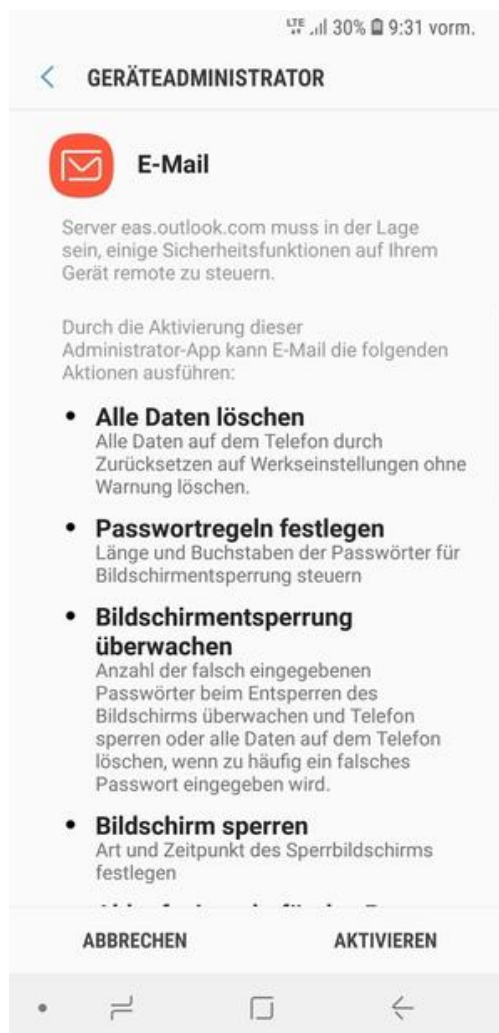 LTE 30% 9:31 vorm.
GERÄTEADMINISTRATOR
E-Mail
Server eas.outlook.com muss in der Lage
sein, einige Sicherheitsfunktionen auf Ihrem
Gerät remote zu steuern.
Durch die Aktivierung dieser
Administrator-App kann E-Mail die folgenden
Aktionen ausführen:
• Alle Daten löschen
Alle Daten auf dem Telefon durch
Zurücksetzen auf Werkseinstellungen ohne
Warnung löschen.
• Passwortregeln festlegen
Länge und Buchstaben der Passwörter für
Bildschirmentsperrung steuern
• Bildschirmentsperrung
überwachen
Anzahl der falsch eingegebenen
Passwörter beim Entsperren des
Bildschirms überwachen und Telefon
sperren oder alle Daten auf dem Telefon
löschen, wenn zu häufig ein falsches
Passwort eingegeben wird.
• Bildschirm sperren
Art und Zeitpunkt des Sperrbildschirms
festlegen
ABBRECHEN AKTIVIEREN